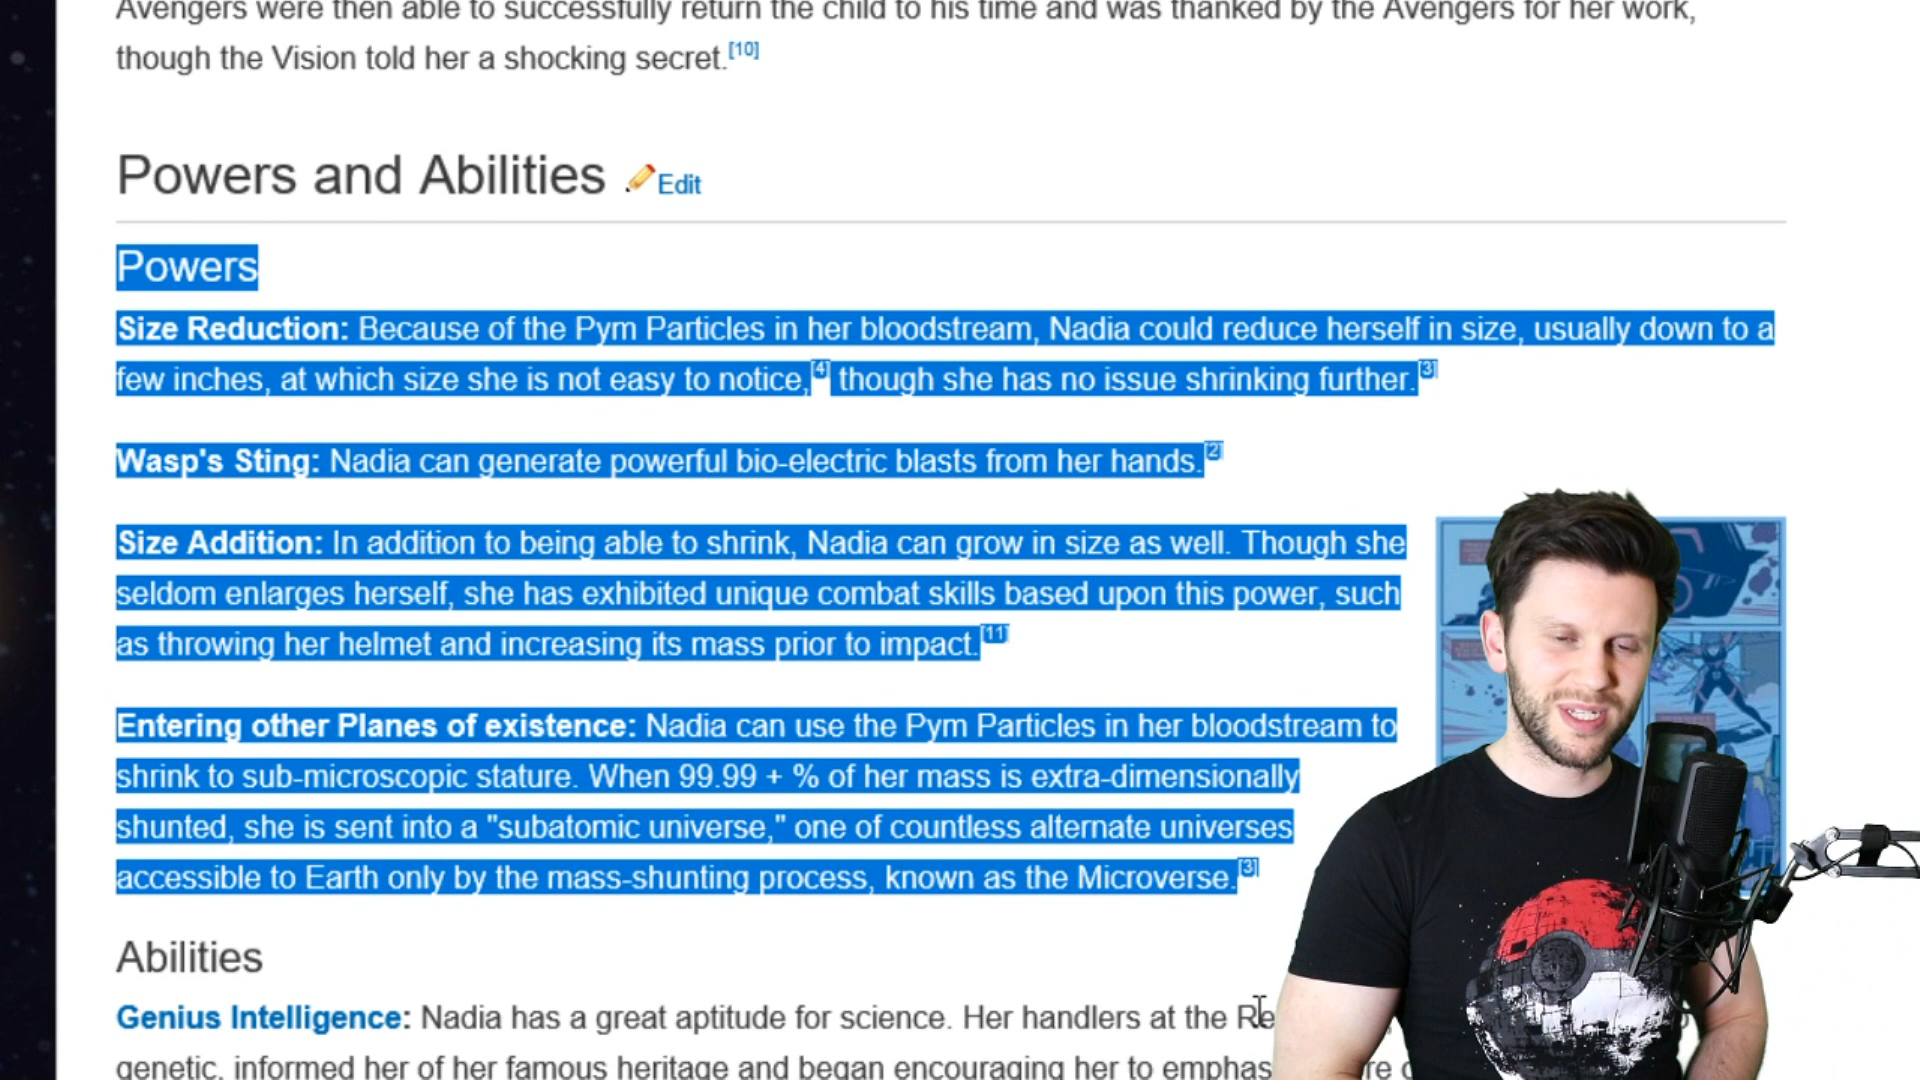 Avengers were then able to successfully return the child to his time and was thanked by the Avengers for her work,
though the Vision told her a shocking secret.[10]
Powers and Abilities Edit
Powers
Size Reduction: Because of the Pym Particles in her bloodstream, Nadia could reduce herself in size, usually down to a
few inches, at which size she is not easy to notice,[4] though she has no issue shrinking further.[3]
Wasp's Sting: Nadia can generate powerful bio-electric blasts from her hands.[2]
Size Addition: In addition to being able to shrink, Nadia can grow in size as well. Though she
seldom enlarges herself, she has exhibited unique combat skills based upon this power, such
as throwing her helmet and increasing its mass prior to impact.[11]
Entering other Planes of existence: Nadia can use the Pym Particles in her bloodstream to
shrink to sub-microscopic stature. When 99.99 + % of her mass is extra-dimensionally
shunted, she is sent into a "subatomic universe," one of countless alternate universes
accessible to Earth only by the mass-shunting process, known as the Microverse.[3]
Abilities
Genius Intelligence: Nadia has a great aptitude for science. Her handlers at the
genetic, informed her of her famous heritage and began encouraging her to